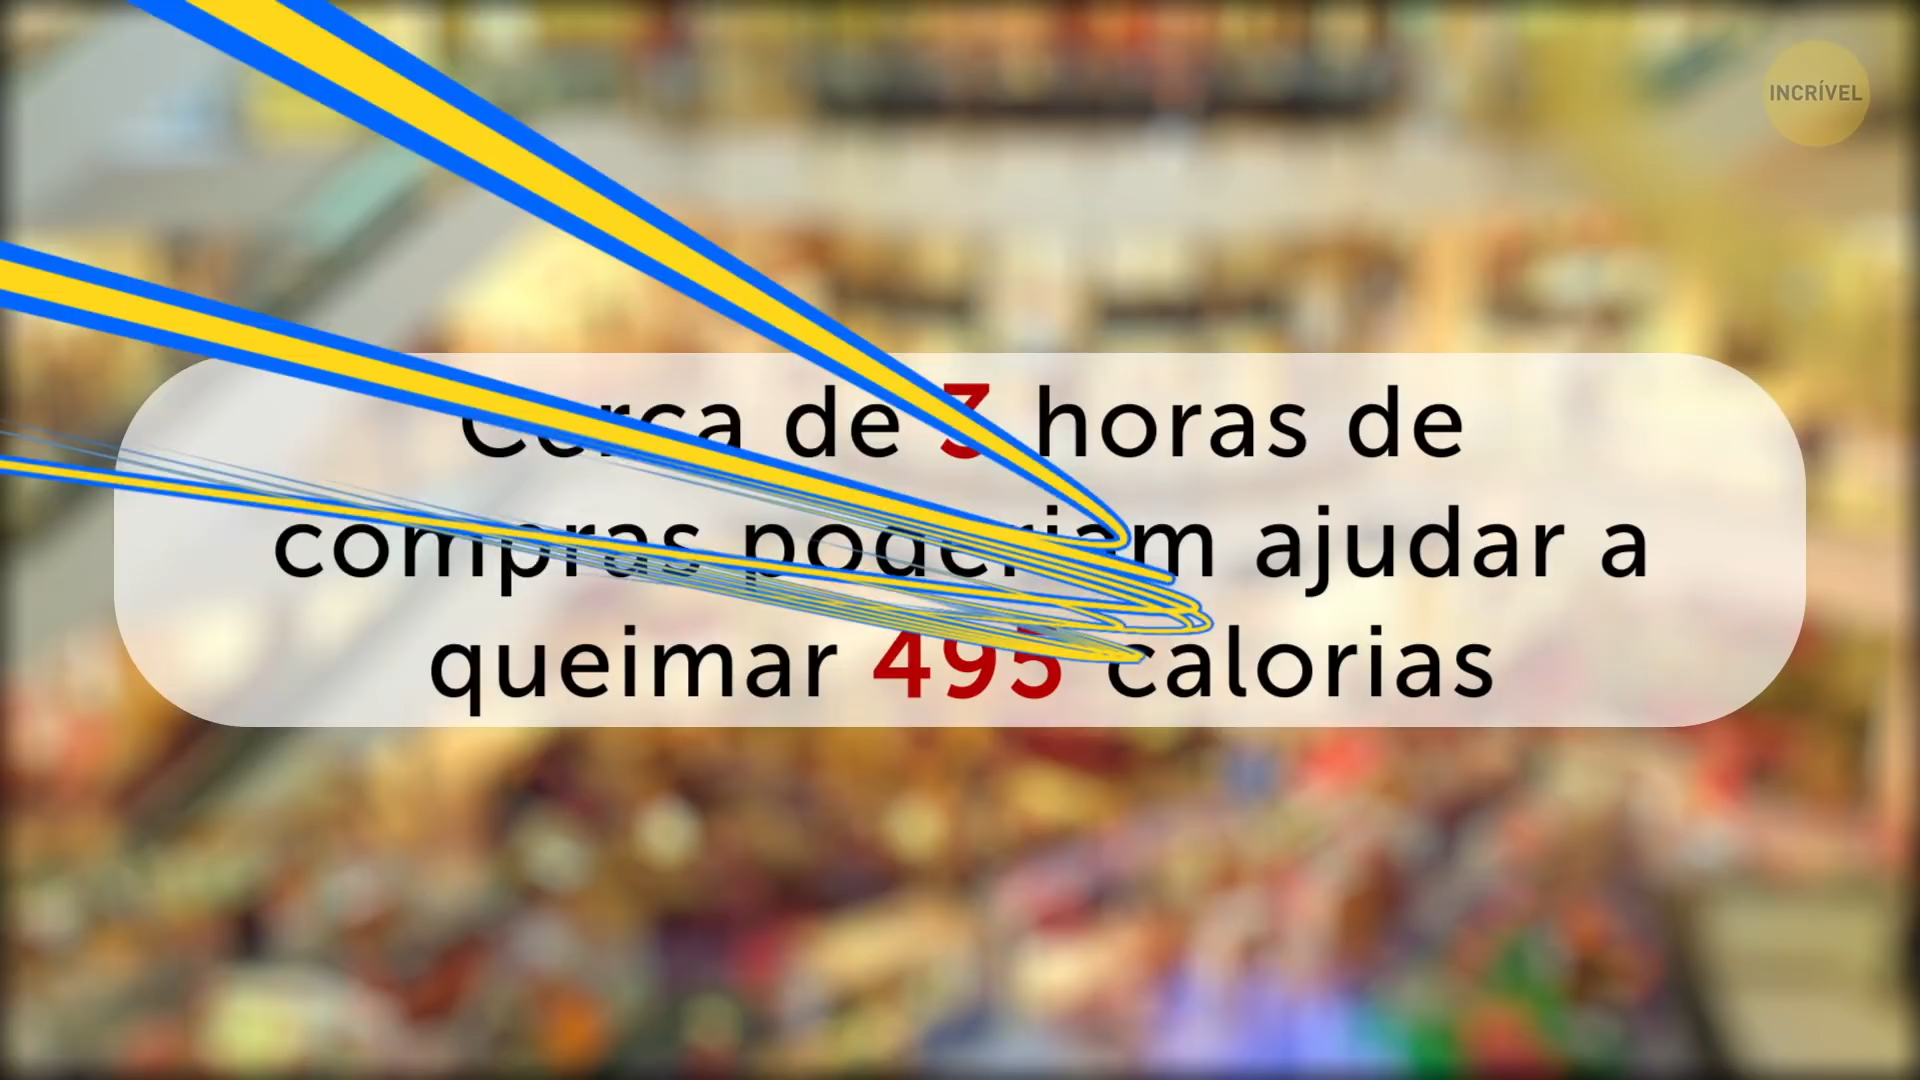 INCRÍVEL
Cerca de 3 horas de
compras poderiam ajudar a
queimar 495 calorias